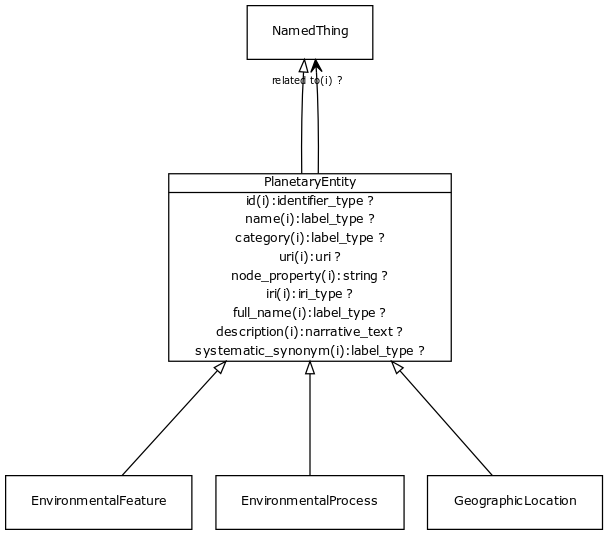 NamedThing
related to(i) ?
PlanetaryEntity
id(i):identifier_type ?
name(i):label_type ?
category(i):label_type ?
uri(i):uri ?
node_property(i):string ?
iri(i):iri_type ?
full_name(i):label_type ?
description(i):narrative_text ?
systematic_synonym(i):label_type ?
EnvironmentalFeature
EnvironmentalProcess
GeographicLocation